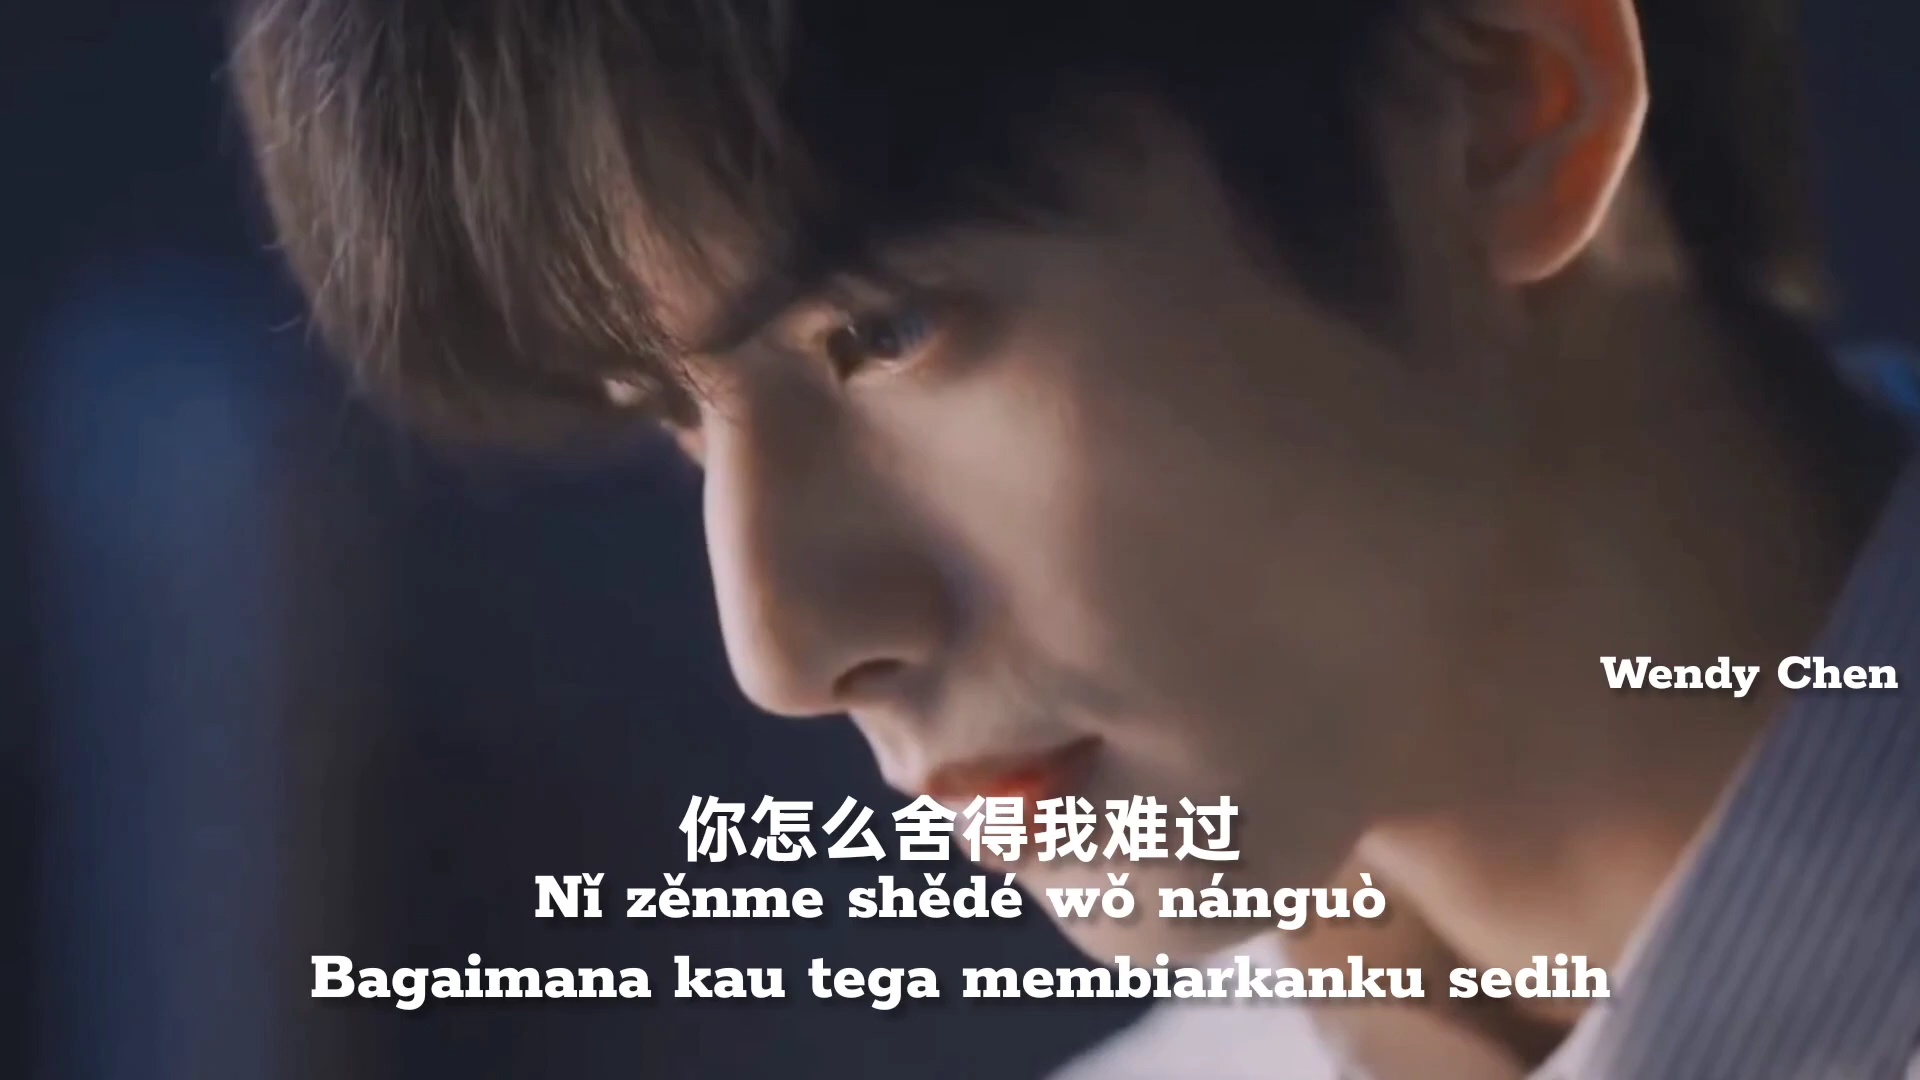 Wendy Chen
你怎么舍得我难过
Nǐ zěnme shědé wǒ nánguò
Bagaimana kau tega membiarkanku sedih